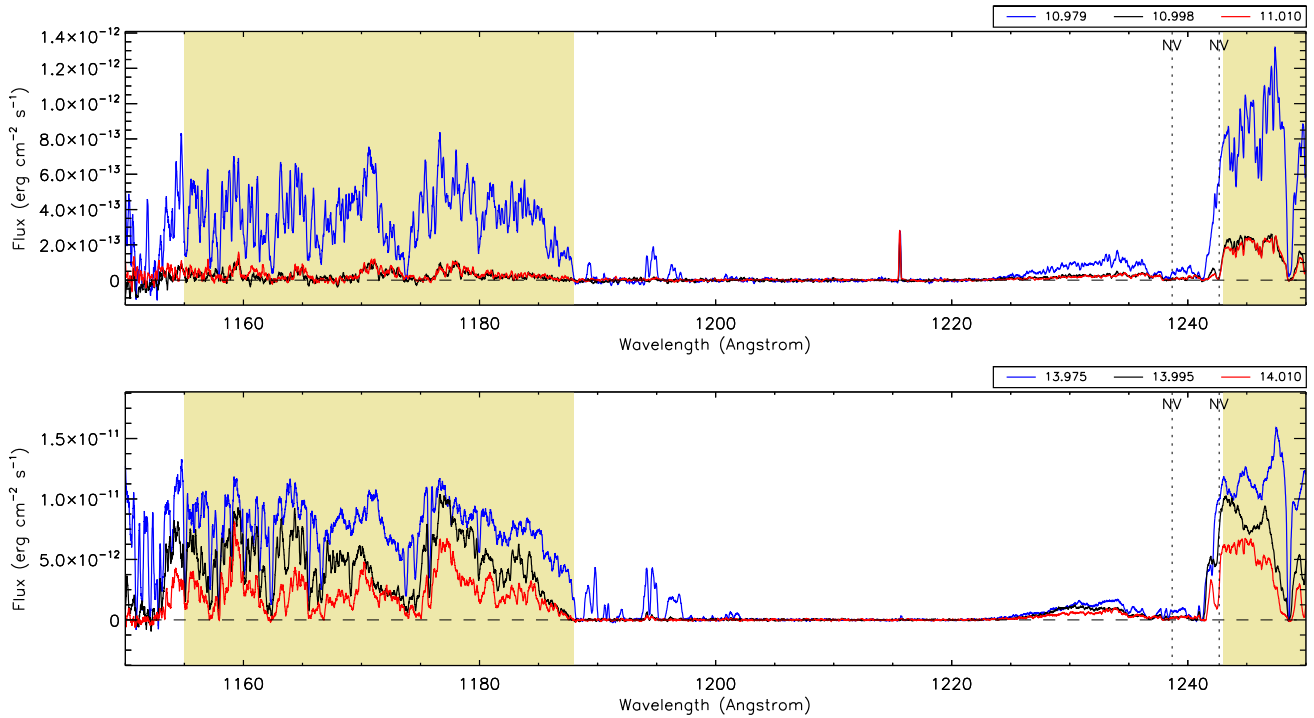 10.979 10.998 11.010
1.4×10⁻¹²
1.2×10⁻¹²
1.0×10⁻¹²
8.0×10⁻¹³
6.0×10⁻¹³
4.0×10⁻¹³
2.0×10⁻¹³
0
Flux (erg cm⁻² s⁻¹)
NV NV
1160 1180 1200 1220 1240
Wavelength (Angstrom)
13.975 13.995 14.010
1.5×10⁻¹¹
1.0×10⁻¹¹
5.0×10⁻¹²
0
Flux (erg cm⁻² s⁻¹)
NV NV
1160 1180 1200 1220 1240
Wavelength (Angstrom)